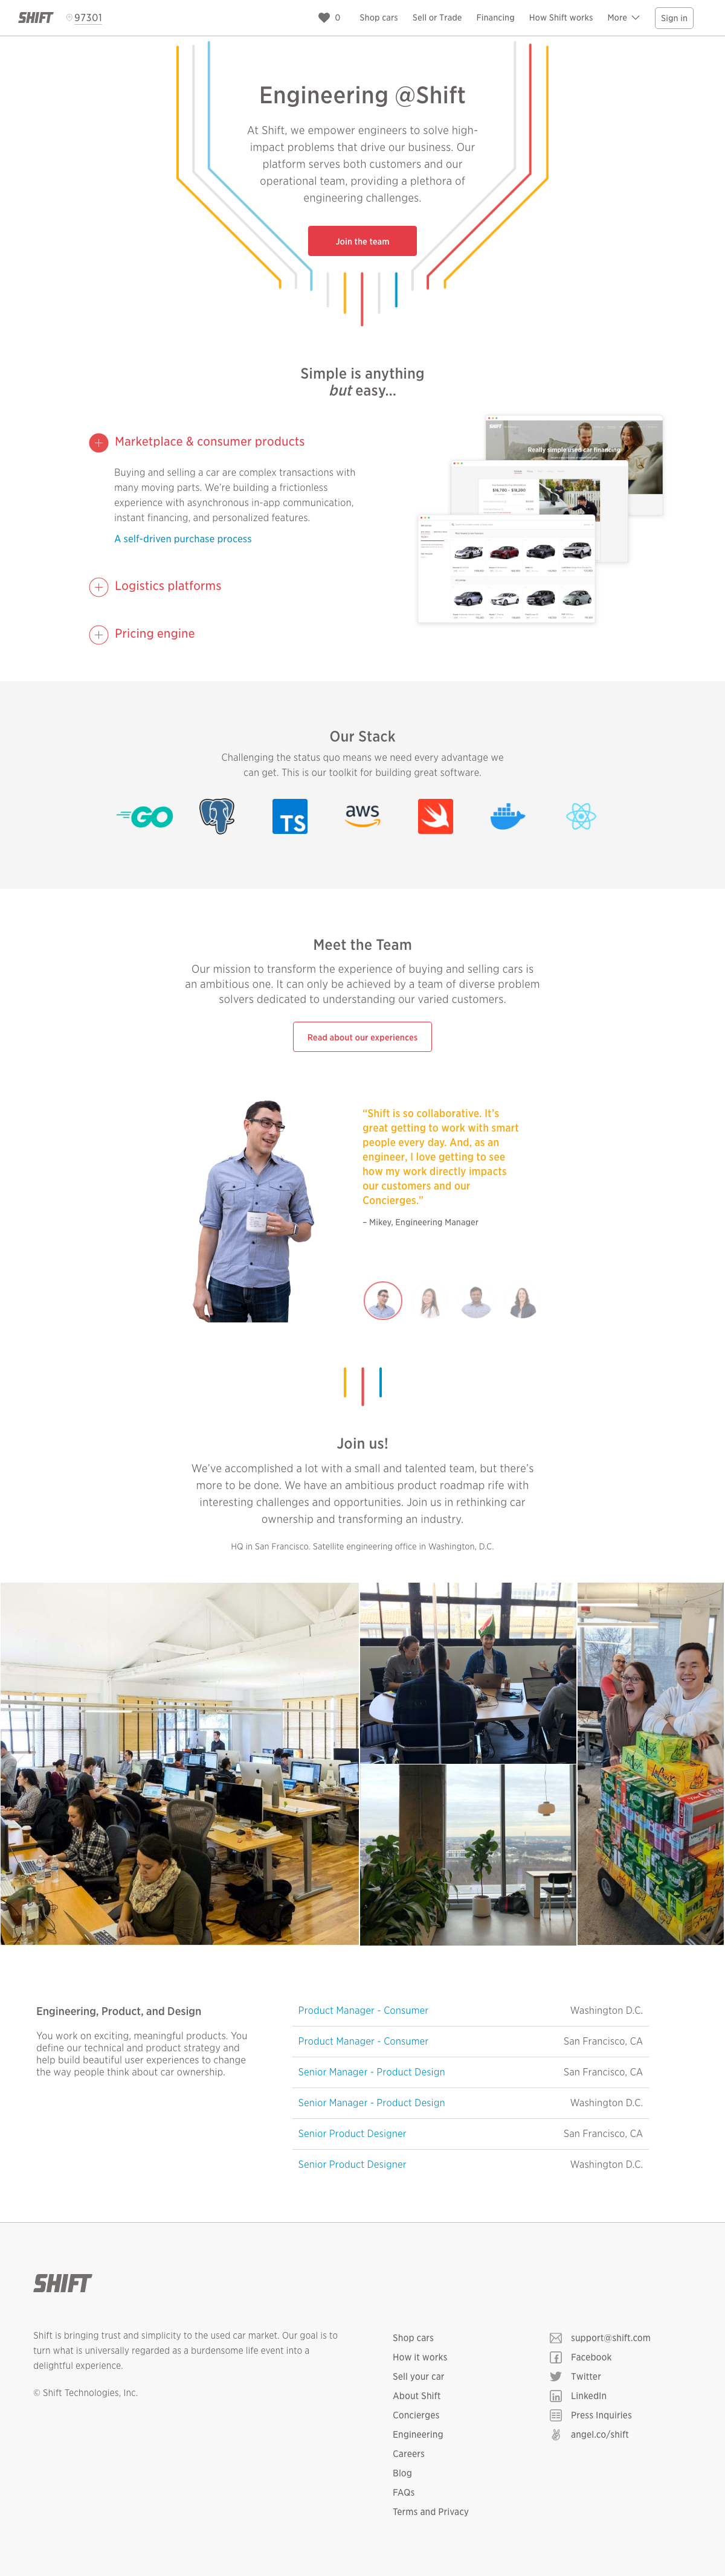 SHIFT
97301
0
Shop cars
Sell or Trade
Financing
How Shift works
More
Sign in
Engineering @Shift
At Shift, we empower engineers to solve high-
impact problems that drive our business. Our
platform serves both customers and our
operational team, providing a plethora of
engineering challenges.
Join the team
Simple is anything
but easy...
Marketplace & consumer products
Buying and selling a car are complex transactions with
many moving parts. We're building a frictionless
experience with asynchronous in-app communication,
instant financing, and personalized features.
A self-driven purchase process
Logistics platforms
Pricing engine
Really simple used car financing
$16,780 - $18,280
Our Stack
Challenging the status quo means we need every advantage we
can get. This is our toolkit for building great software.
GO
TS
aws
Meet the Team
Our mission to transform the experience of buying and selling cars is
an ambitious one. It can only be achieved by a team of diverse problem
solvers dedicated to understanding our varied customers.
Read about our experiences
“Shift is so collaborative. It’s
great getting to work with smart
people every day. And, as an
engineer, I love getting to see
how my work directly impacts
our customers and our
Concierges.”
– Mikey, Engineering Manager
Join us!
We’ve accomplished a lot with a small and talented team, but there’s
more to be done. We have an ambitious product roadmap rife with
interesting challenges and opportunities. Join us in rethinking car
ownership and transforming an industry.
HQ in San Francisco. Satellite engineering office in Washington, D.C.
Engineering, Product, and Design
You work on exciting, meaningful products. You
define our technical and product strategy and
help build beautiful user experiences to change
the way people think about car ownership.
Product Manager - Consumer Washington D.C.
Product Manager - Consumer San Francisco, CA
Senior Manager - Product Design San Francisco, CA
Senior Manager - Product Design Washington D.C.
Senior Product Designer San Francisco, CA
Senior Product Designer Washington D.C.
SHIFT
Shift is bringing trust and simplicity to the used car market. Our goal is to
turn what is universally regarded as a burdensome life event into a
delightful experience.
© Shift Technologies, Inc.
Shop cars
How it works
Sell your car
About Shift
Concierges
Engineering
Careers
Blog
FAQs
Terms and Privacy
support@shift.com
Facebook
Twitter
LinkedIn
Press Inquiries
angel.co/shift